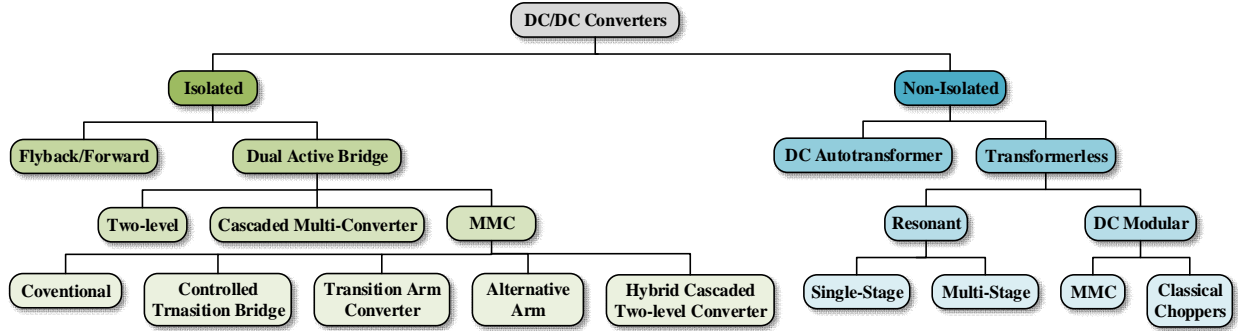 DC/DC Converters
Isolated
Non-Isolated
Flyback/Forward
Dual Active Bridge
DC Autotransformer
Transformerless
Two-level
Cascaded Multi-Converter
MMC
Resonant
DC Modular
Coventional
Controlled
Trnasition Bridge
Transition Arm
Converter
Alternative
Arm
Hybrid Cascaded
Two-level Converter
Single-Stage
Multi-Stage
MMC
Classical
Choppers